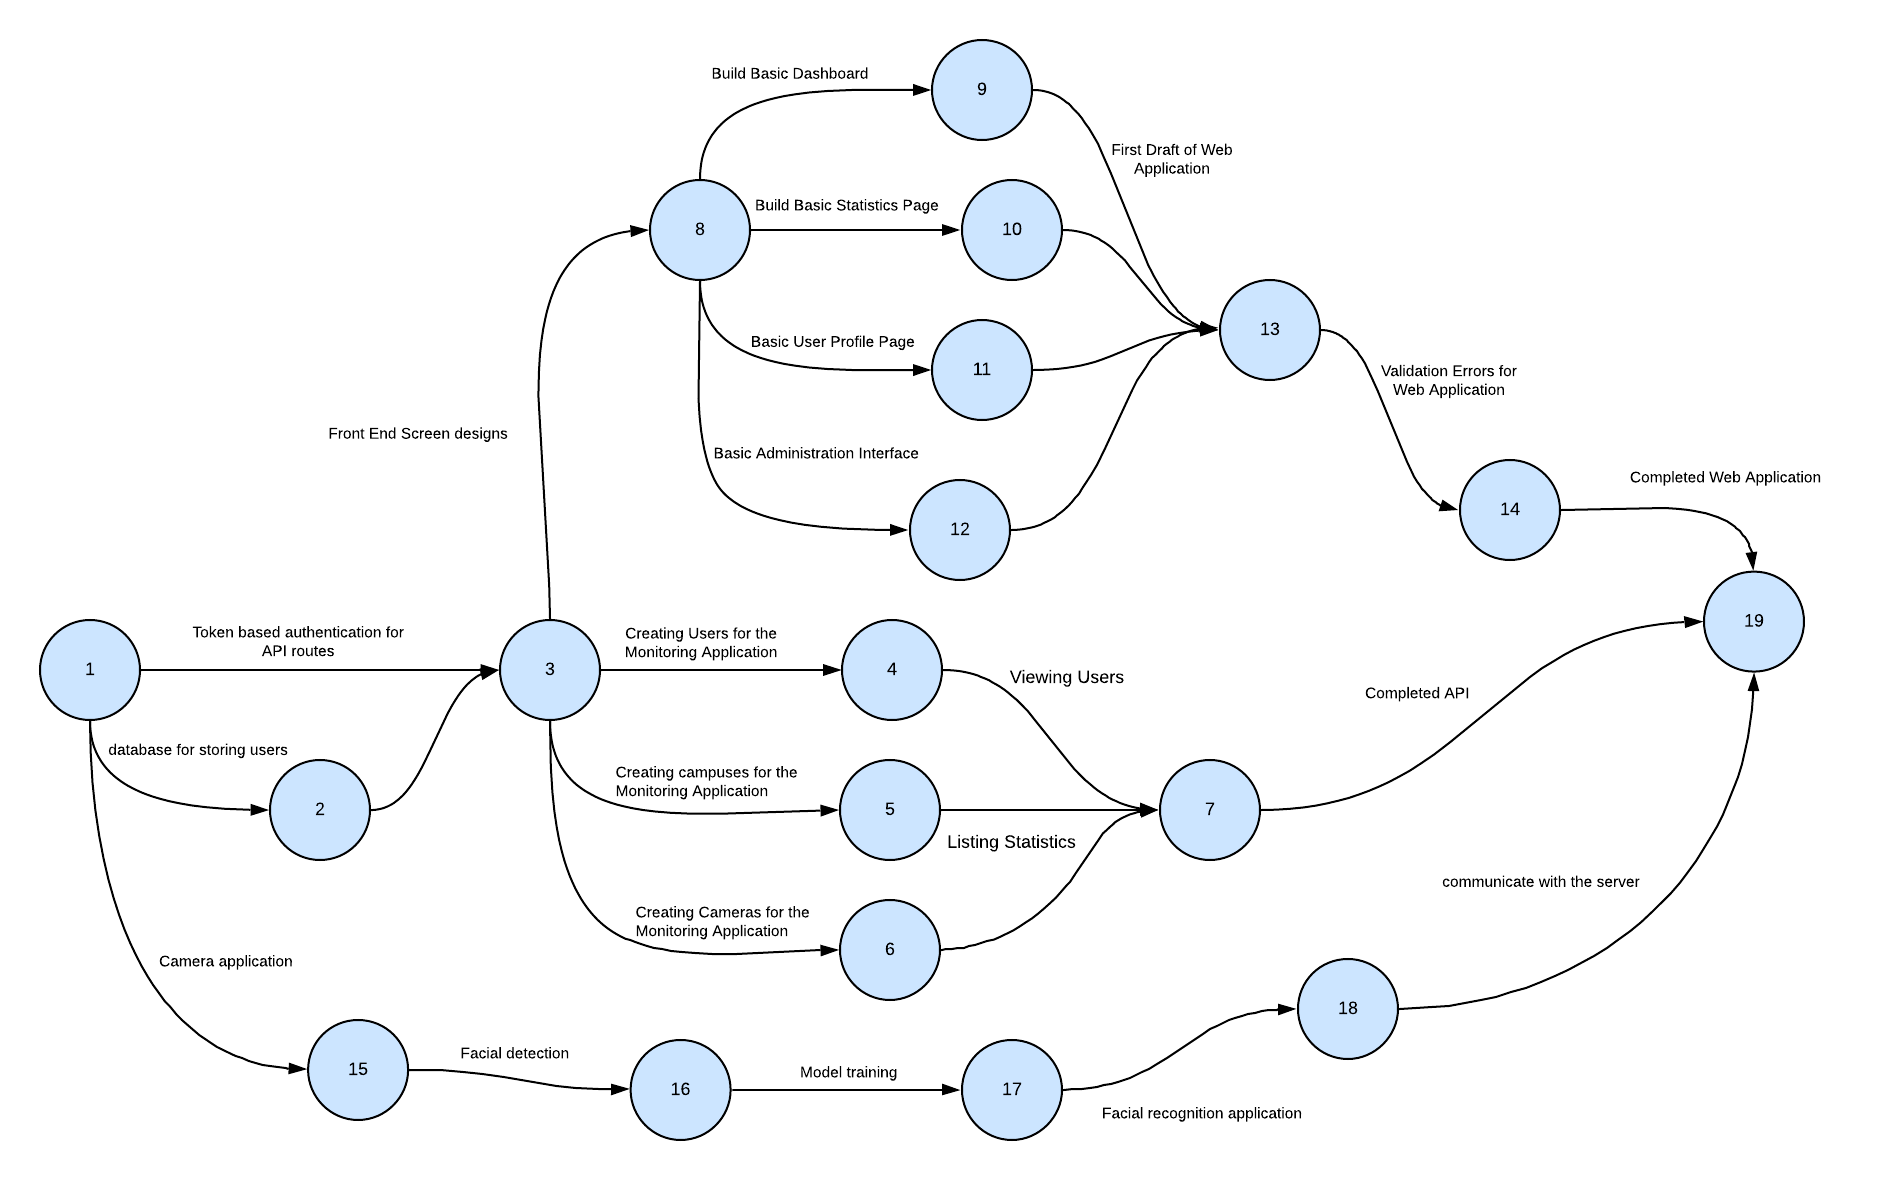 Build Basic Dashboard
9
First Draft of Web
Application
8
Build Basic Statistics Page
10
13
Basic User Profile Page
11
Validation Errors for
Web Application
Front End Screen designs
Basic Administration Interface
12
14
Completed Web Application
19
1
Token based authentication for
API routes
3
Creating Users for the
Monitoring Application
4
Viewing Users
Completed API
database for storing users
2
Creating campuses for the
Monitoring Application
5
Listing Statistics
7
communicate with the server
Creating Cameras for the
Monitoring Application
6
Camera application
15
Facial detection
16
Model training
17
Facial recognition application
18